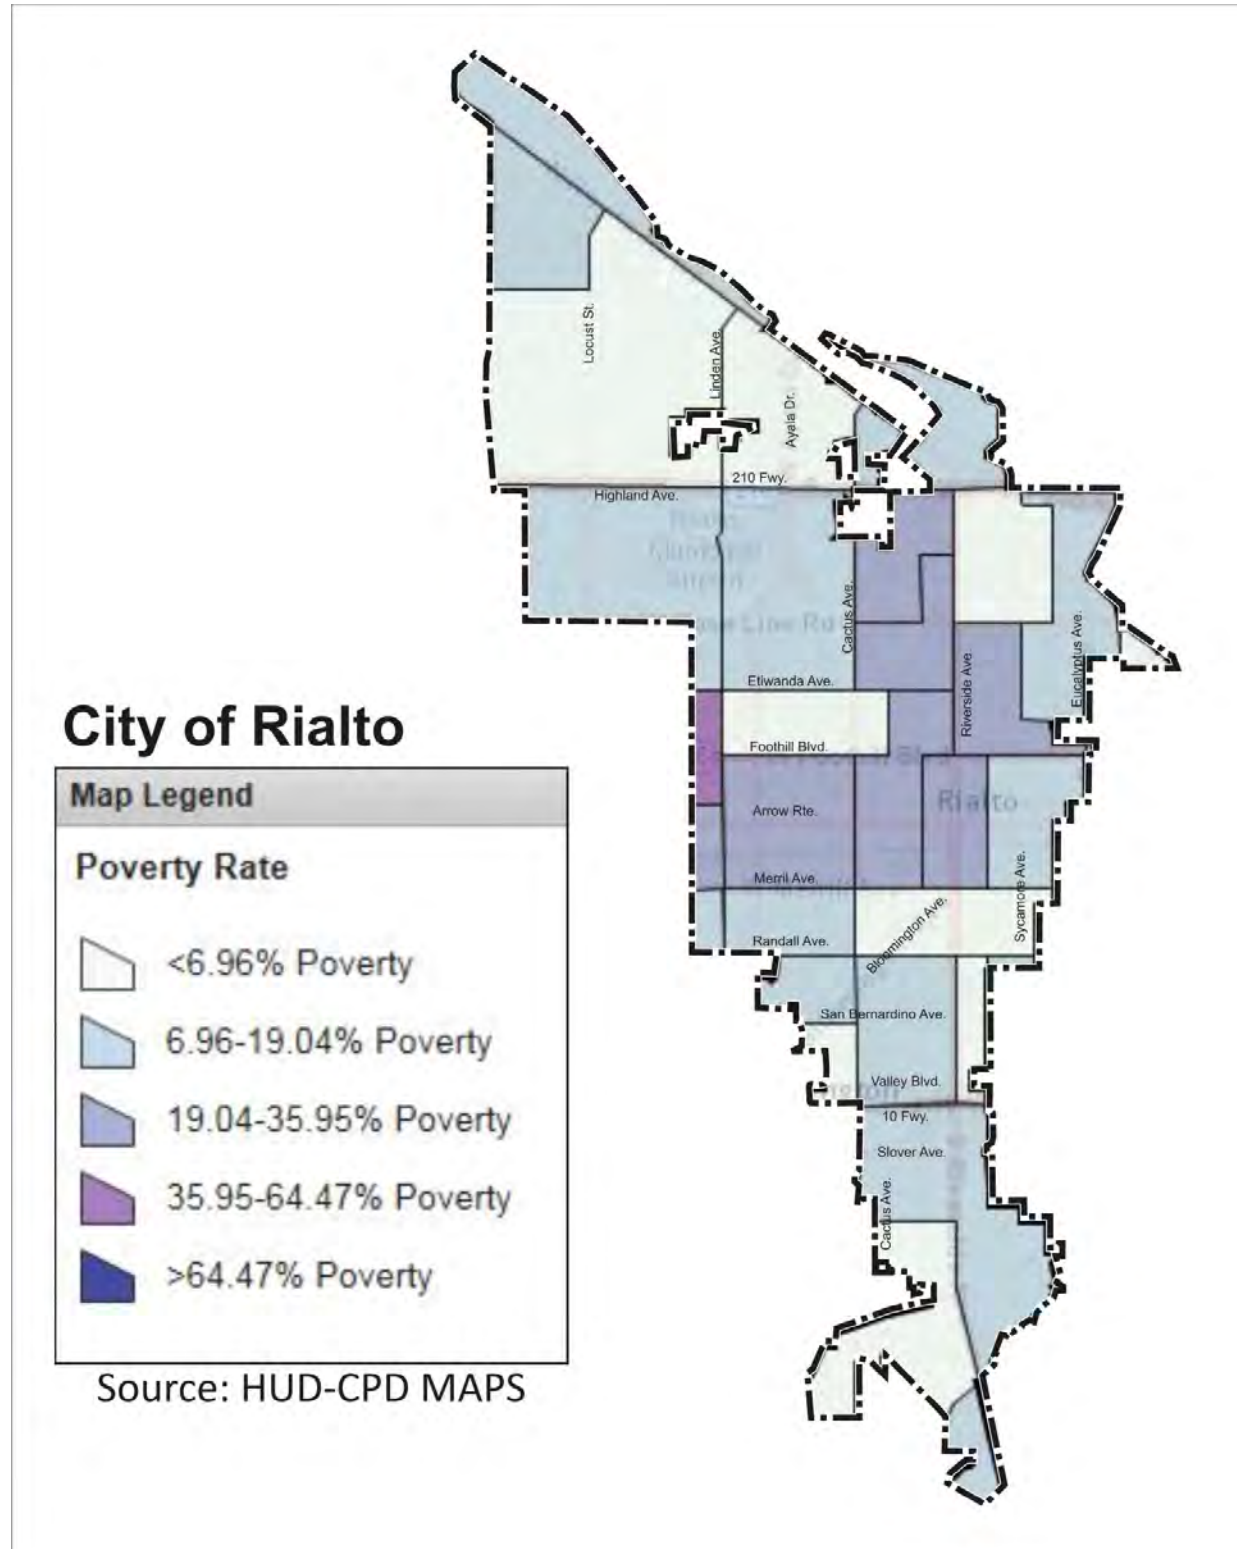 Locust St.
Linden Ave.
Ayala Dr.
210 Fwy.
Highland Ave.
Cactus Ave.
Line Rd
Etiwanda Ave.
Riverside Ave
Eucalyptus Ave.
City of Rialto
Foothill Blvd.
Map Legend
Arrow Rte.
Rialto
Poverty Rate
Merril Ave.
Sycamore Ave.
Bloomington Ave.
Randall Ave.
<6.96% Poverty
San Bernardino Ave.
6.96-19.04% Poverty
Valley Blvd.
10 Fwy.
19.04-35.95% Poverty
Slover Ave.
35.95-64.47% Poverty
Cactus Ave.
>64.47% Poverty
Source: HUD-CPD MAPS